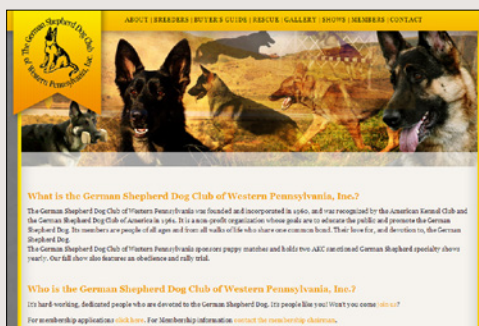 ABOUT | BREEDERS | BUYER'S GUIDE | RESCUE | GALLERY | SHOWS | MEMBERS | CONTACT
The German Shepherd Dog Club
of Western Pennsylvania, Inc.
What is the German Shepherd Dog Club of Western Pennsylvania, Inc.?
The German Shepherd Dog Club of Western Pennsylvania was founded and incorporated in 1960, and was recognized by the American Kennel Club and
the German Shepherd Dog Club of America in 1961. It is a non-profit organization whose goals are to educate the public and promote the German
Shepherd Dog. Its members are people of all ages and from all walks of life who share one common bond. Their love for, and devotion to, the German
Shepherd Dog.
The German Shepherd Dog Club of Western Pennsylvania sponsors puppy matches and holds two AKC sanctioned German Shepherd specialty shows
yearly. Our fall show also features an obedience and rally trial.
Who is the German Shepherd Dog Club of Western Pennsylvania, Inc.?
It's hard-working, dedicated people who are devoted to the German Shepherd Dog. It's people like you! Won't you come join us?
For membership applications click here. For Membership information contact the membership chairman.